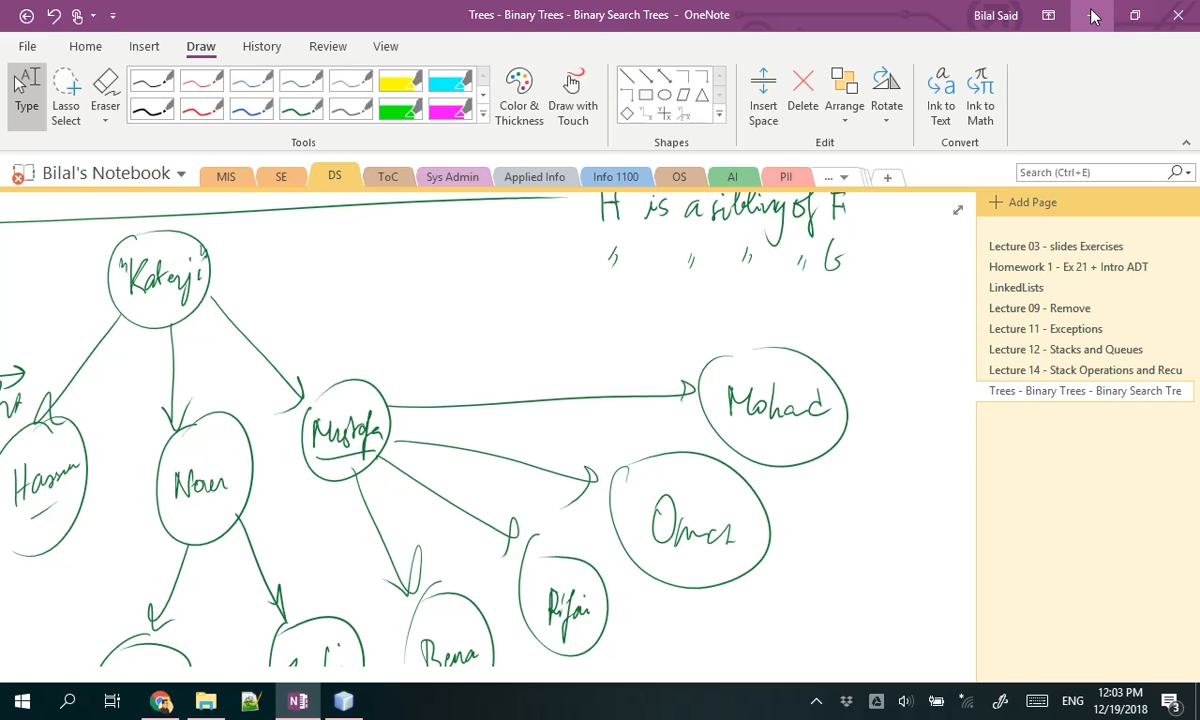 Trees - Binary Trees - Binary Search Trees - OneNote
Bilal Said
File Home Insert Draw History Review View
Type
Lasso Select
Eraser
Color & Thickness
Draw with Touch
Insert Space
Delete
Arrange
Rotate
Ink to Text
Ink to Math
Tools
Shapes
Edit
Convert
Bilal's Notebook
MIS SE DS ToC Sys Admin Applied Info Info 1100 OS AI PII ...
Search (Ctrl+E)
Add Page
Lecture 03 - slides Exercises
Homework 1 - Ex 21 + Intro ADT
LinkedLists
Lecture 09 - Remove
Lecture 11 - Exceptions
Lecture 12 - Stacks and Queues
Lecture 14 - Stack Operations and Recu
Trees - Binary Trees - Binary Search Tre
H is a sibling of F
" " " " G
"Katerji"
Mohad
Mustafa
Hassan
Nour
Omar
Rifai
ENG
12:03 PM
12/19/2018
3